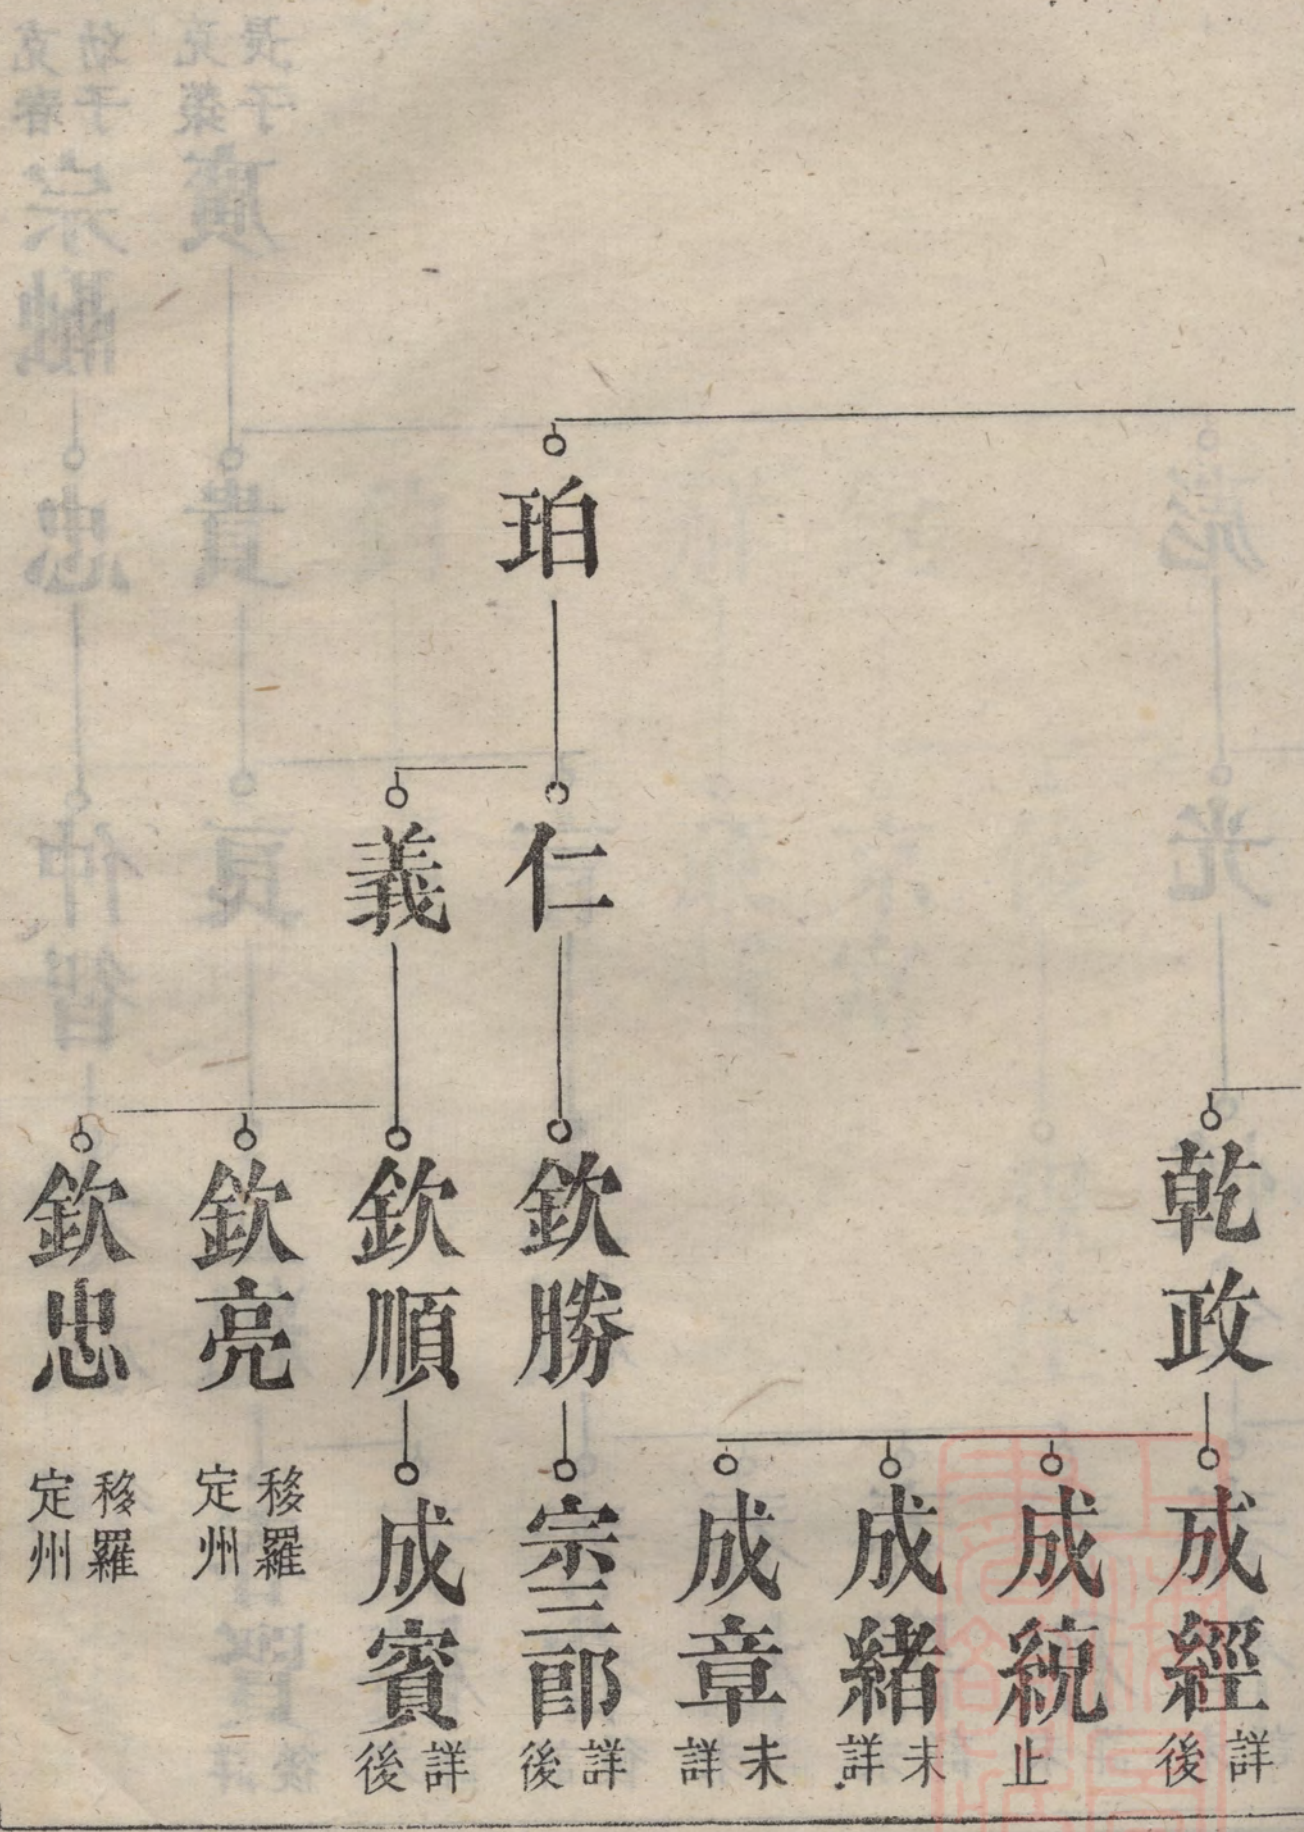 乾政
成經 詳後
成統 止
成緒 未詳
成章 未詳
珀
仁
欽勝
宗三郎 詳後
義
欽順
成賓 詳後
欽亮 移羅定州
欽忠 移羅定州